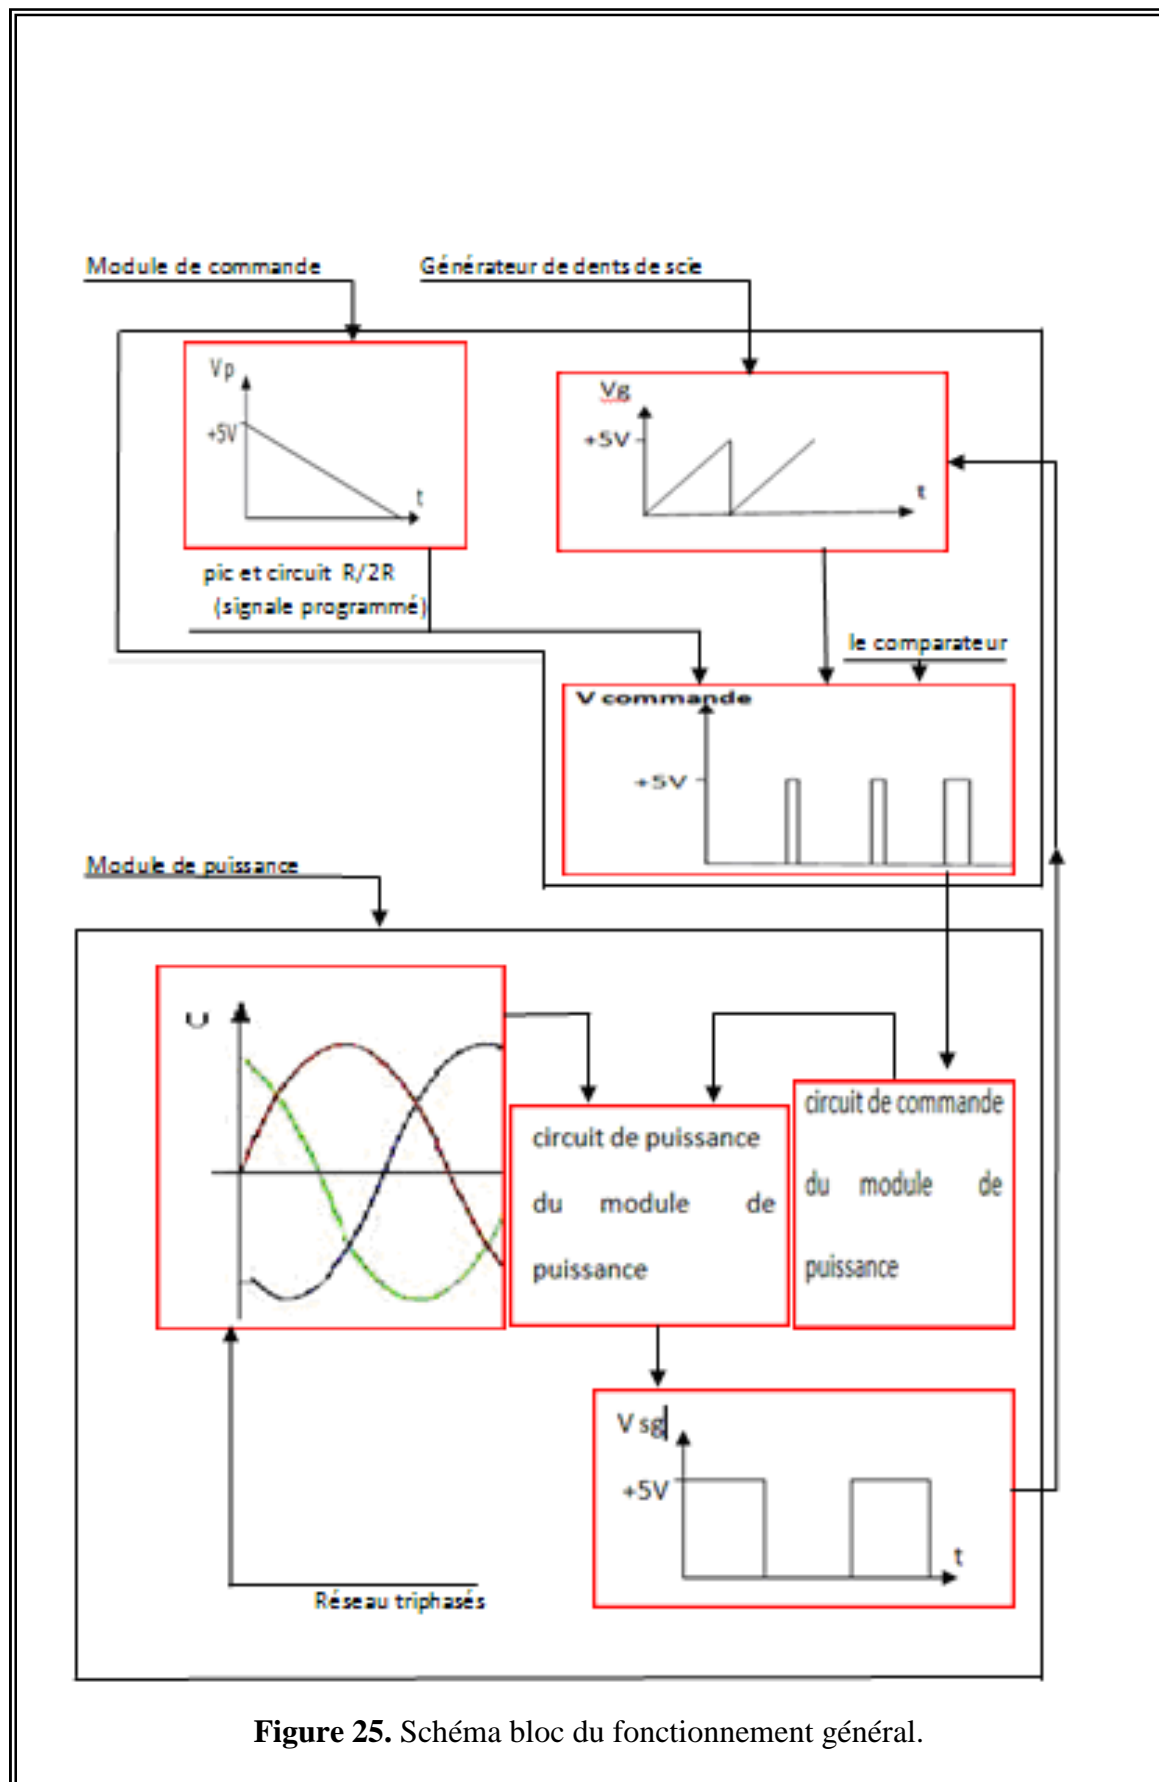 Module de commande
Générateur de dents de scie
Vp
+5V
t
Vg
+5V
t
pic et circuit R/2R
(signale programmé)
le comparateur
V commande
+5V
Module de puissance
U
circuit de puissance
du module de
puissance
circuit de commande
du module de
puissance
V sg
+5V
t
Réseau triphasés
Figure 25. Schéma bloc du fonctionnement général.